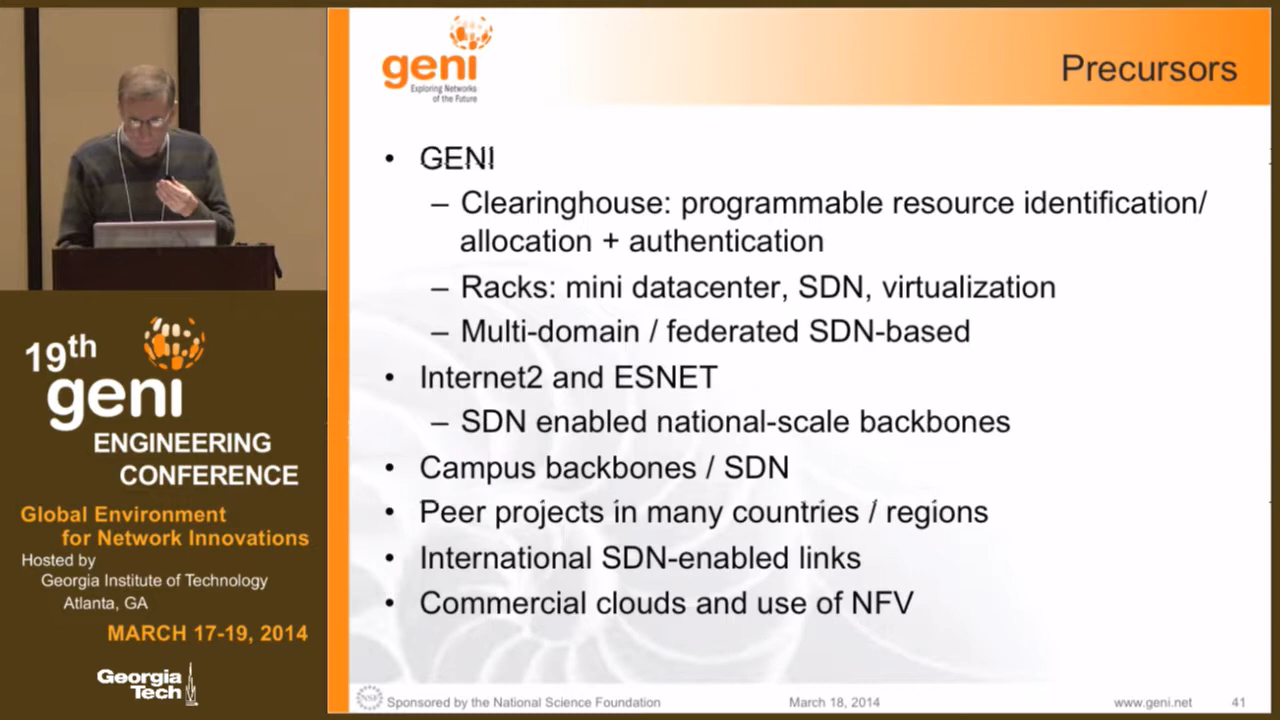 geni
Exploring Networks
of the Future
Precursors
• GENI
– Clearinghouse: programmable resource identification/
allocation + authentication
– Racks: mini datacenter, SDN, virtualization
– Multi-domain / federated SDN-based
• Internet2 and ESNET
– SDN enabled national-scale backbones
• Campus backbones / SDN
• Peer projects in many countries / regions
• International SDN-enabled links
• Commercial clouds and use of NFV
Sponsored by the National Science Foundation March 18, 2014 www.geni.net 41
19th
geni
ENGINEERING
CONFERENCE
Global Environment
for Network Innovations
Hosted by
Georgia Institute of Technology
Atlanta, GA
MARCH 17-19, 2014
Georgia
Tech